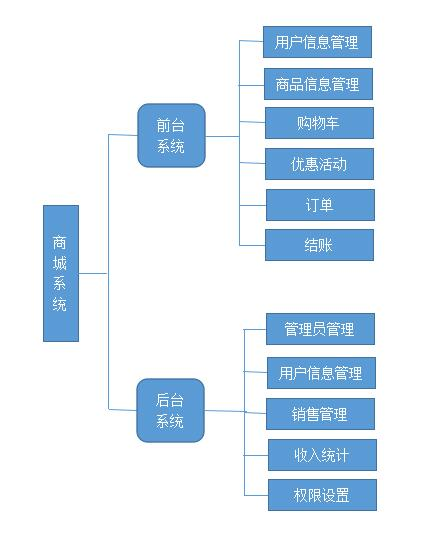 商城系统
前台
系统
用户信息管理
商品信息管理
购物车
优惠活动
订单
结账
后台
系统
管理员管理
用户信息管理
销售管理
收入统计
权限设置